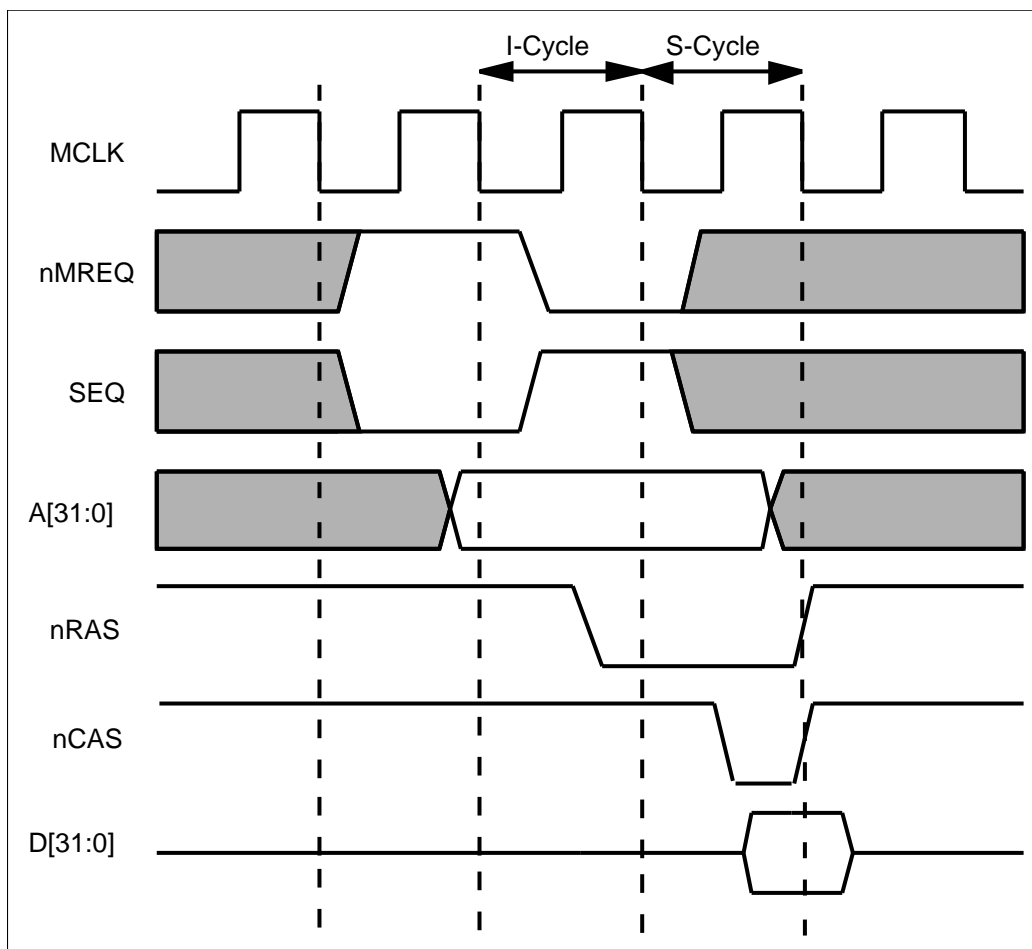 I-Cycle S-Cycle
MCLK
nMREQ
SEQ
A[31:0]
nRAS
nCAS
D[31:0]